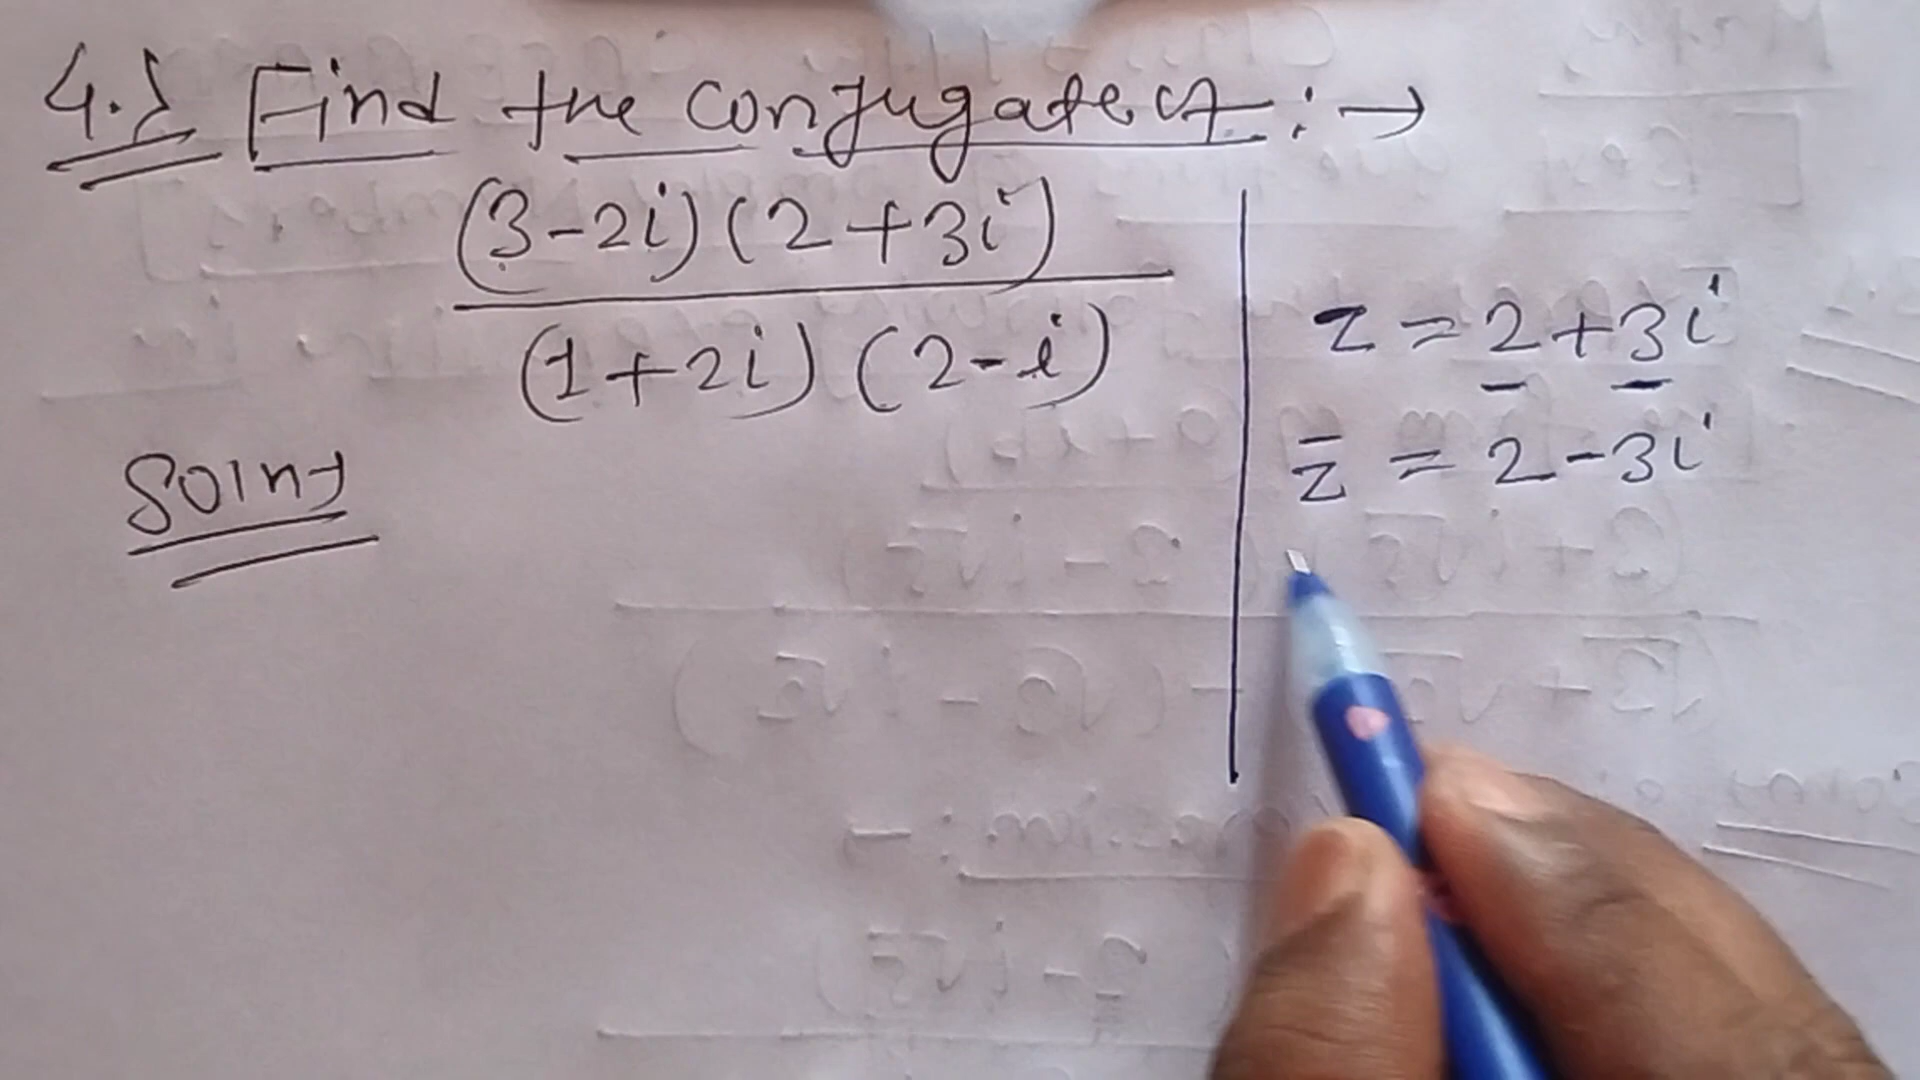 4.> Find the conjugate of :→
(3-2i)(2+3i)
(1+2i)(2-i)
Soln→
z = 2+3i
z̄ = 2-3i